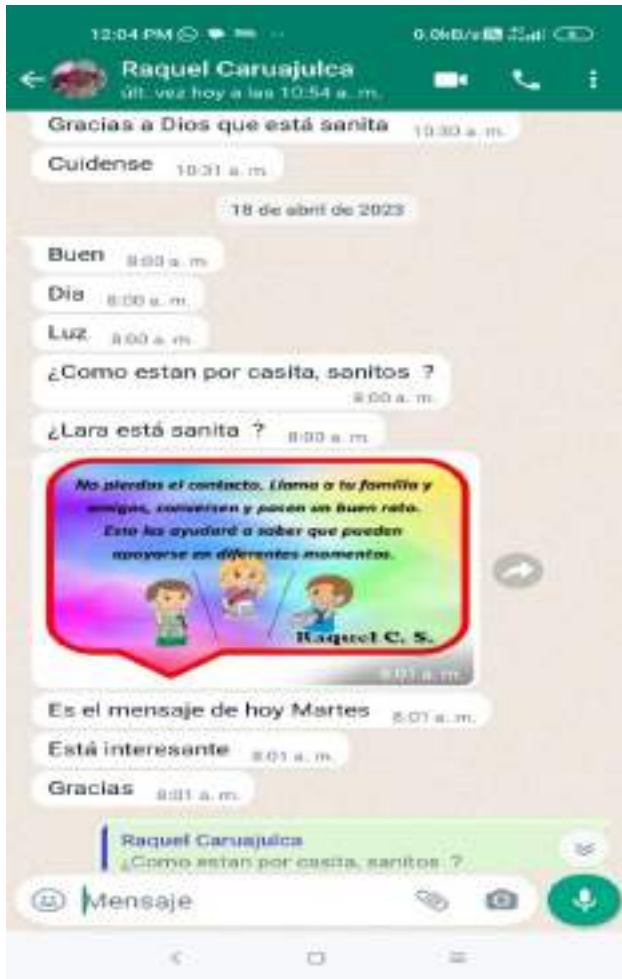 12:04 PM
0.0kB/s
Raquel Caruajulca
últ. vez hoy a las 10:54 a. m.
Gracias a Dios que está sanita 10:30 a. m.
Cuidense 10:31 a. m.
18 de abril de 2023
Buen 8:00 a. m.
Dia 8:00 a. m.
Luz 8:00 a. m.
¿Como estan por casita, sanitos ?
8:00 a. m.
¿Lara está sanita ? 8:00 a. m.
No pierdas el contacto. Llama a tu familia y
amigos, conversen y pasen un buen rato.
Esto les ayudará a saber que pueden
apoyarse en diferentes momentos.
Raquel C. S.
8:01 a. m.
Es el mensaje de hoy Martes 8:01 a. m.
Está interesante 8:01 a. m.
Gracias 8:01 a. m.
Raquel Caruajulca
¿Como estan por casita, sanitos ?
Mensaje